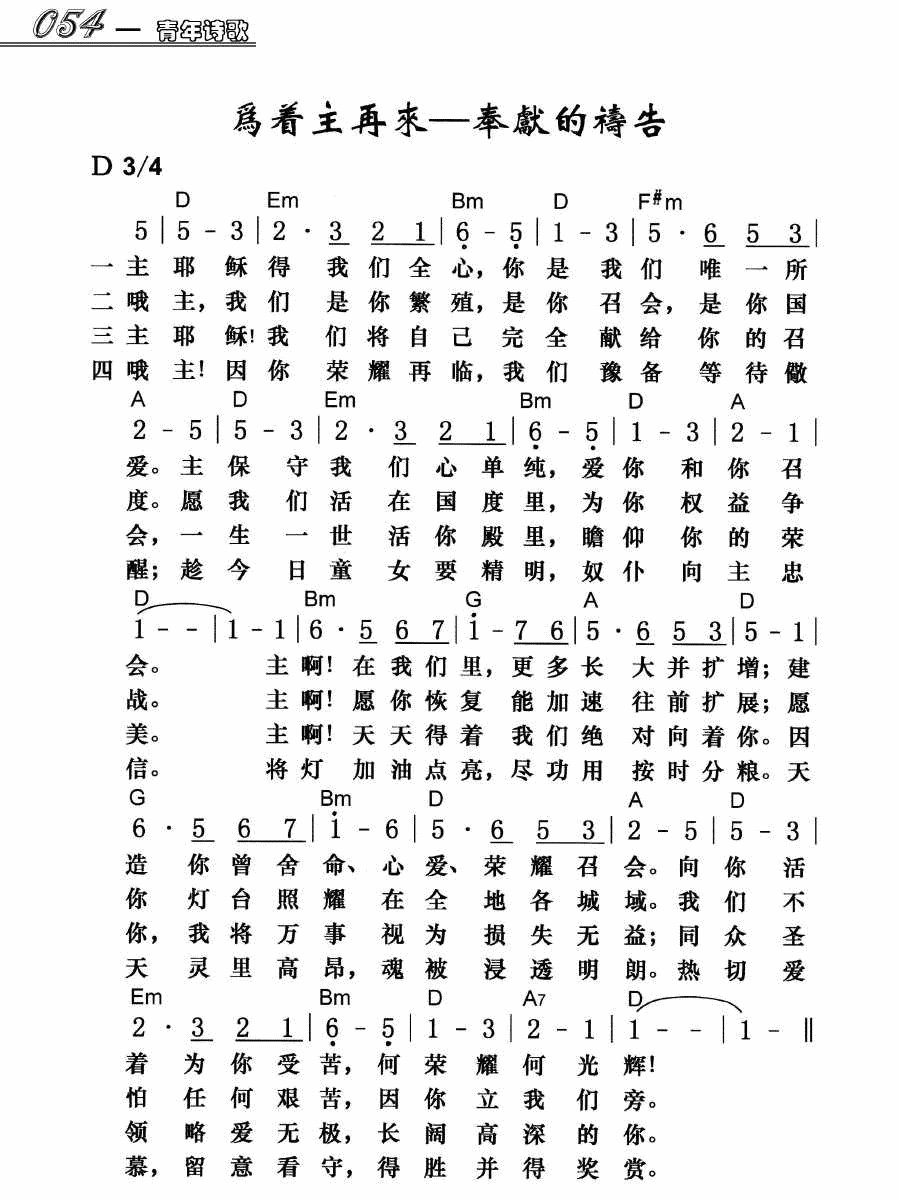 054 — 青年诗歌
爲着主再來—奉獻的禱告
D 3/4
D Em Bm D F#m
5 | 5 - 3 | 2 · 3 2 1 | 6 - 5 | 1 - 3 | 5 · 6 5 3 |
一主 耶 稣 得 我 们 全 心，你 是 我 们 唯 一 所
二哦 主，我 们 是 你 繁 殖，是 你 召 会，是 你 国
三主 耶 稣！我 们 将 自 己 完 全 献 给 你 的 召
四哦 主！因 你 荣 耀 再 临，我 们 豫 备 等 待 儆
A D Em Bm D A
2 - 5 | 5 - 3 | 2 · 3 2 1 | 6 - 5 | 1 - 3 | 2 - 1 |
爱。主 保 守 我 们 心 单 纯，爱 你 和 你 召
度。愿 我 们 活 在 国 度 里，为 你 权 益 争
会，一 生 一 世 活 你 殿 里，瞻 仰 你 的 荣
醒；趁 今 日 童 女 要 精 明，奴 仆 向 主 忠
D Bm G A D
1 - - | 1 - 1 | 6 · 5 6 7 | i - 7 6 | 5 · 6 5 3 | 5 - 1 |
会。 主 啊！在 我 们 里，更 多 长 大 并 扩 增；建
战。 主 啊！愿 你 恢 复 能 加 速 往 前 扩 展；愿
美。 主 啊！天 天 得 着 我 们 绝 对 向 着 你。因
信。 将 灯 加 油 点 亮，尽 功 用 按 时 分 粮。天
G Bm D A D
6 · 5 6 7 | i - 6 | 5 · 6 5 3 | 2 - 5 | 5 - 3 |
造 你 曾 舍 命、心 爱、荣 耀 召 会。向 你 活
你 灯 台 照 耀 在 全 地 各 城 域。我 们 不
你，我 将 万 事 视 为 损 失 无 益；同 众 圣
天 灵 里 高 昂，魂 被 浸 透 明 朗。热 切 爱
Em Bm D A7 D
2 · 3 2 1 | 6 - 5 | 1 - 3 | 2 - 1 | 1 - - | 1 - ‖
着 为 你 受 苦，何 荣 耀 何 光 辉！
怕 任 何 艰 苦，因 你 立 我 们 旁。
领 略 爱 无 极，长 阔 高 深 的 你。
慕，留 意 看 守，得 胜 并 得 奖 赏。